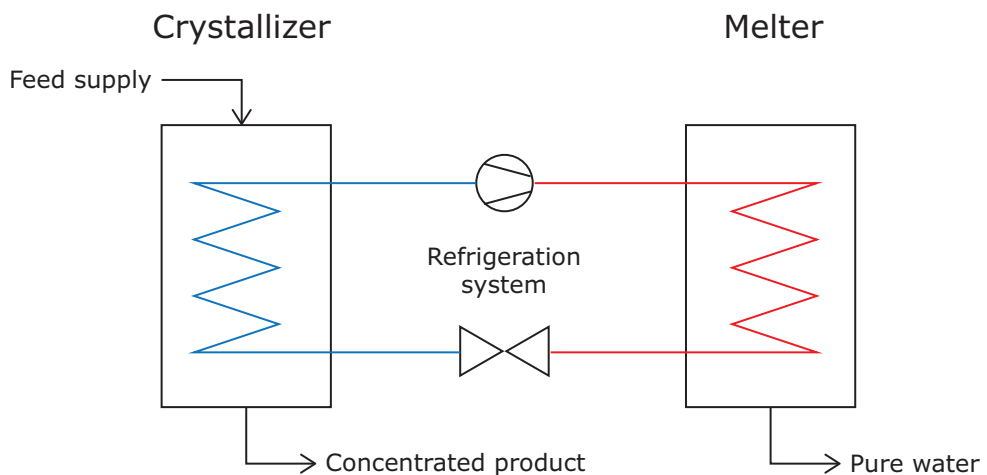 Crystallizer
Melter
Feed supply
Refrigeration
system
Concentrated product
Pure water